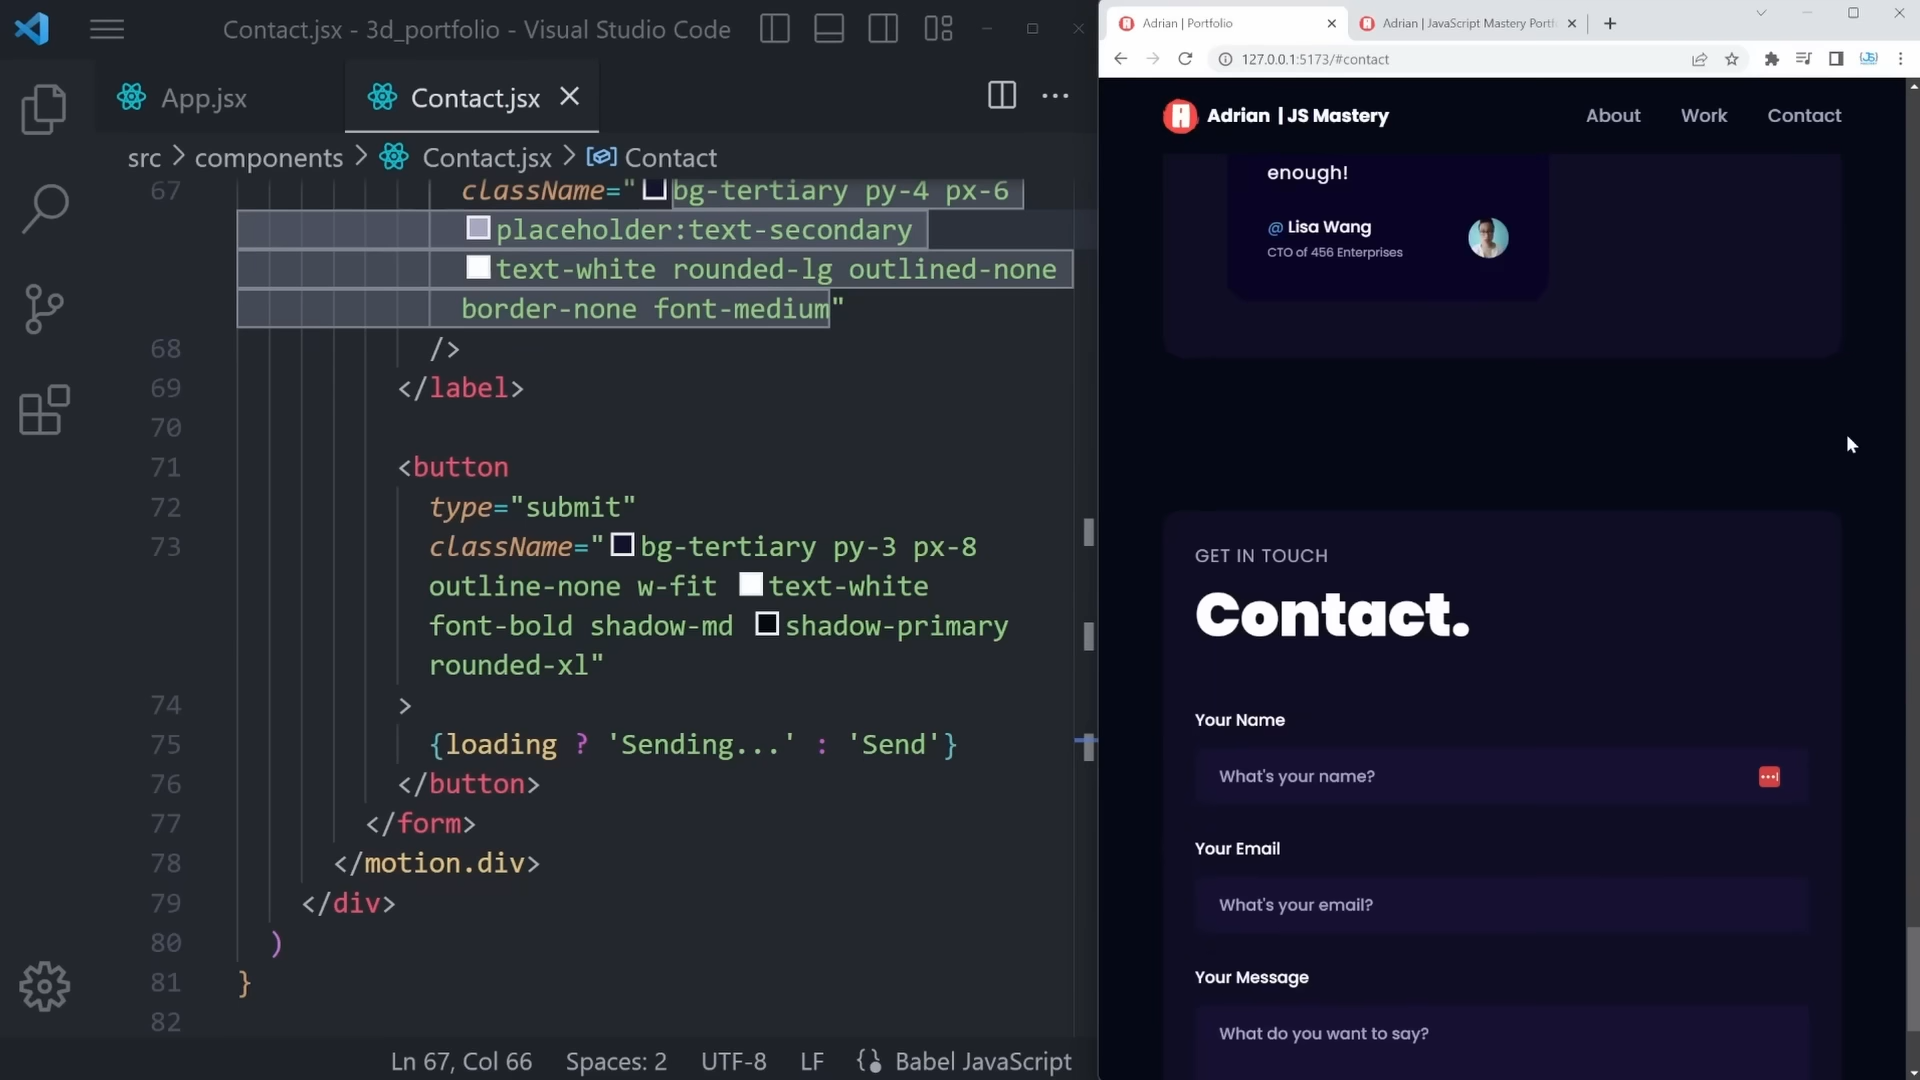 Contact.jsx - 3d_portfolio - Visual Studio Code
App.jsx
Contact.jsx
src > components > Contact.jsx > Contact
67 className="bg-tertiary py-4 px-6
placeholder:text-secondary
text-white rounded-lg outlined-none
border-none font-medium"
68 />
69 </label>
70
71 <button
72 type="submit"
73 className="bg-tertiary py-3 px-8
outline-none w-fit text-white
font-bold shadow-md shadow-primary
rounded-xl"
74 >
75 {loading ? 'Sending...' : 'Send'}
76 </button>
77 </form>
78 </motion.div>
79 </div>
80 )
81 }
82
Ln 67, Col 66 Spaces: 2 UTF-8 LF Babel JavaScript
Adrian | Portfolio
Adrian | JavaScript Mastery Portf
127.0.0.1:5173/#contact
Adrian | JS Mastery
About Work Contact
enough!
@ Lisa Wang
CTO of 456 Enterprises
GET IN TOUCH
Contact.
Your Name
What's your name?
Your Email
What's your email?
Your Message
What do you want to say?